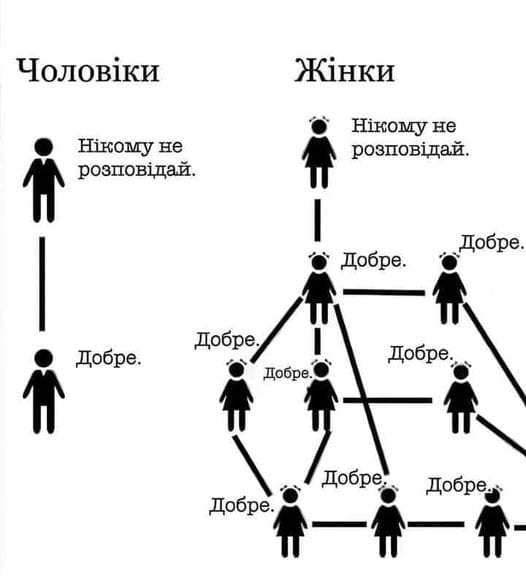 Чоловіки
Нікому не
розповідай.
Добре.
Жінки
Нікому не
розповідай.
Добре.
Добре.
Добре.
Добре.
Добре.
Добре.
Добре.
Добре.